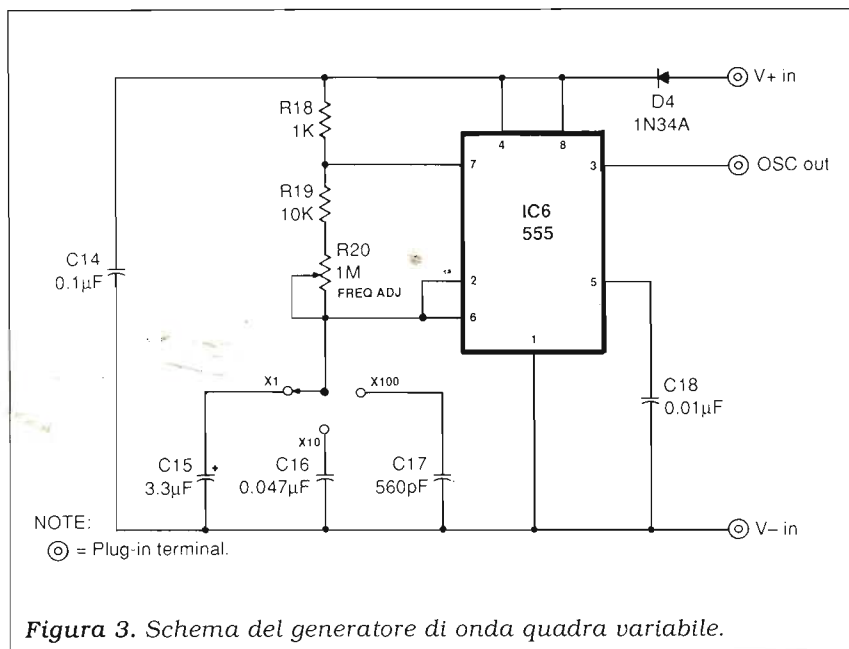 R18
1K
D4
1N34A
V+ in
4
8
7
3
OSC out
R19
10K
IC6
555
R20
1M
FREQ ADJ
C14
0.1µF
2
6
5
1
X1
X100
X10
C18
0.01µF
C15
3.3µF
+
C16
0.047µF
C17
560pF
NOTE:
= Plug-in terminal.
V– in
Figura 3. Schema del generatore di onda quadra variabile.